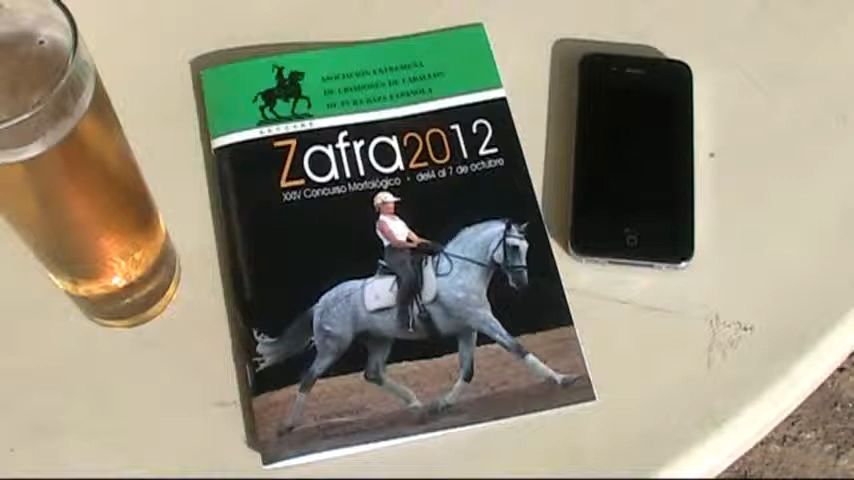 ASOCIACIÓN EXTREMEÑA
DE CRIADORES DE CABALLOS
DE PURA RAZA ESPAÑOLA
Zafra2012
XXIV Concurso Morfológico • del 4 al 7 de octubre